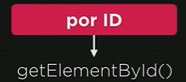 por ID
getElementById()